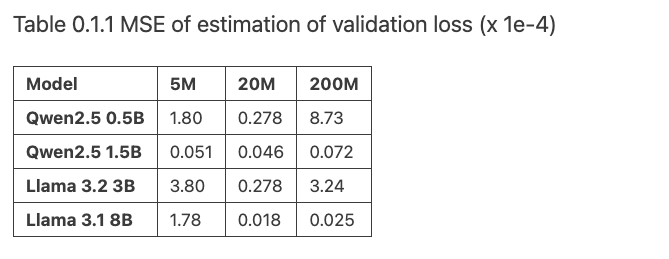 Table 0.1.1 MSE of estimation of validation loss (x 1e-4)
Model 5M 20M 200M
Qwen2.5 0.5B 1.80 0.278 8.73
Qwen2.5 1.5B 0.051 0.046 0.072
Llama 3.2 3B 3.80 0.278 3.24
Llama 3.1 8B 1.78 0.018 0.025